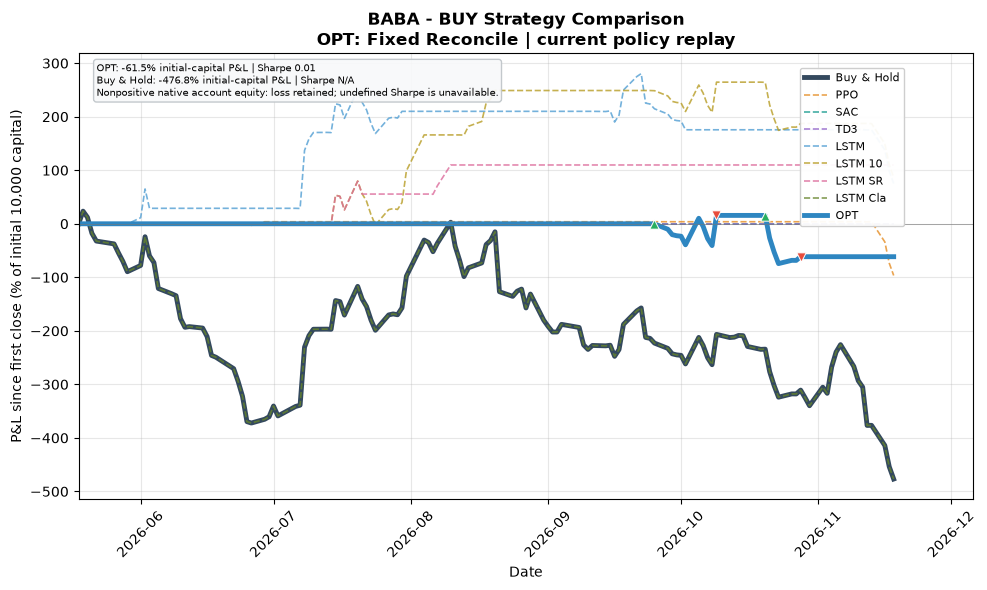 BABA - BUY Strategy Comparison
OPT: Fixed Reconcile | current policy replay
OPT: -61.5% initial-capital P&L | Sharpe 0.01
Buy & Hold: -476.8% initial-capital P&L | Sharpe N/A
Nonpositive native account equity: loss retained; undefined Sharpe is unavailable.
Buy & Hold
PPO
SAC
TD3
LSTM
LSTM 10
LSTM SR
LSTM Cla
OPT
P&L since first close (% of initial 10,000 capital)
300
200
100
0
−100
−200
−300
−400
−500
2026-06
2026-07
2026-08
2026-09
2026-10
2026-11
2026-12
Date